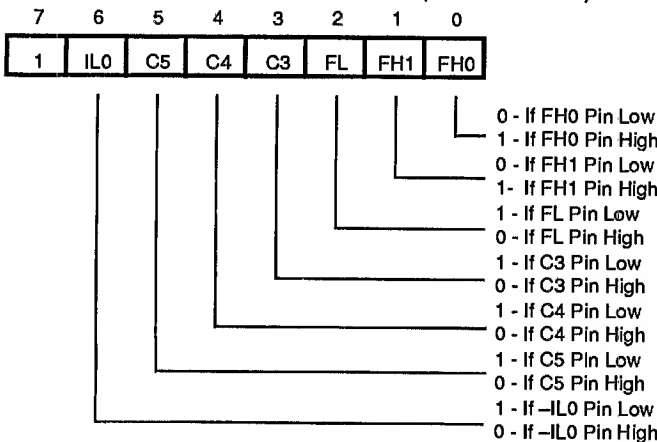 7 6 5 4 3 2 1 0
1 IL0 C5 C4 C3 FL FH1 FH0
0 - If FH0 Pin Low
1 - If FH0 Pin High
0 - If FH1 Pin Low
1- If FH1 Pin High
1 - If FL Pin Low
0 - If FL Pin High
1 - If C3 Pin Low
0 - If C3 Pin High
1 - If C4 Pin Low
0 - If C4 Pin High
1 - If C5 Pin Low
0 - If C5 Pin High
1 - If –IL0 Pin Low
0 - If –IL0 Pin High